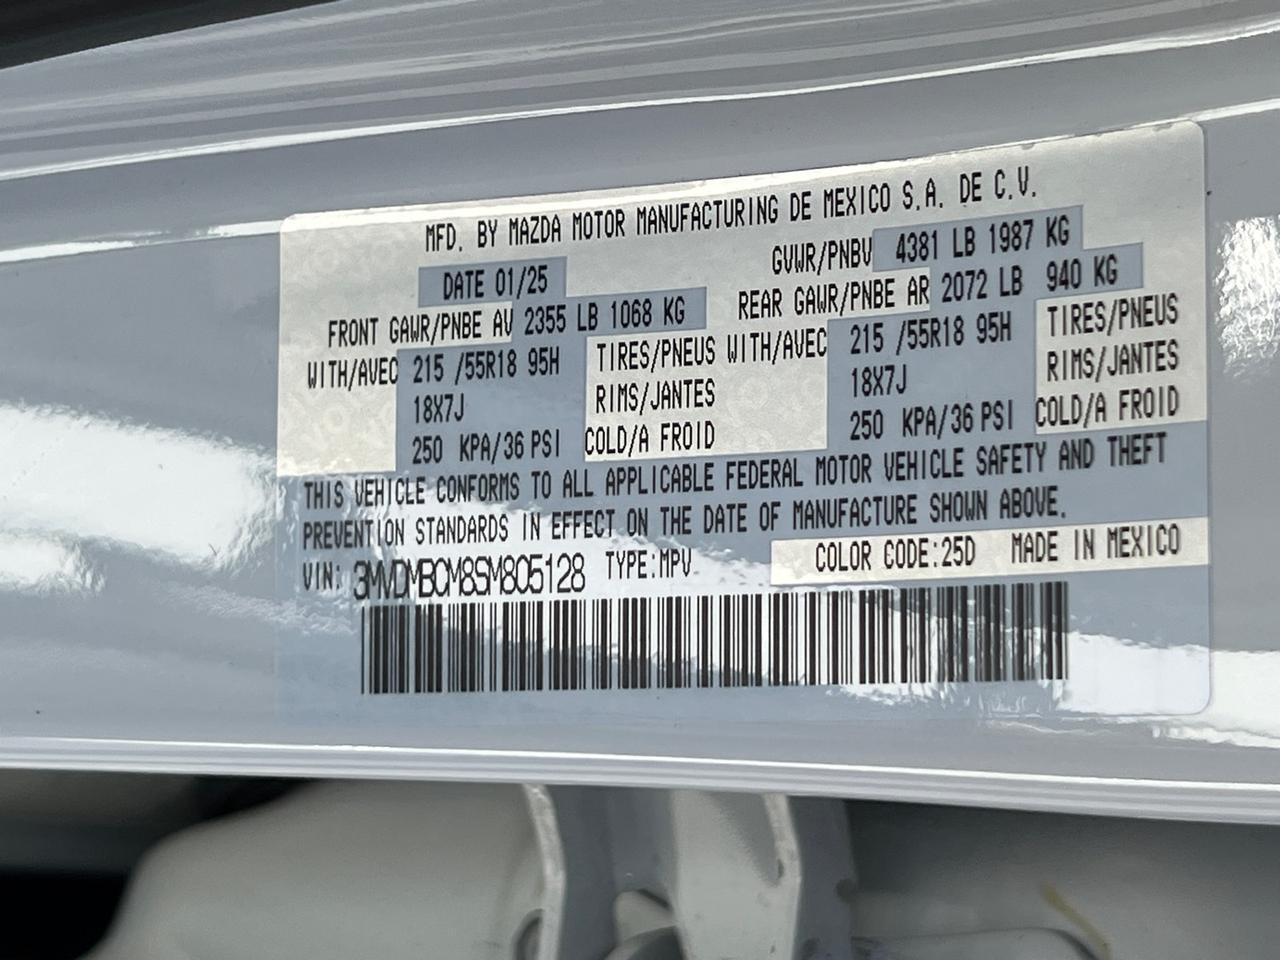 MFD. BY MAZDA MOTOR MANUFACTURING DE MEXICO S.A. DE C.V.
DATE 01/25 GVWR/PNBV 4381 LB 1987 KG
FRONT GAWR/PNBE AV 2355 LB 1068 KG REAR GAWR/PNBE AR 2072 LB 940 KG
WITH/AVEC 215 /55R18 95H TIRES/PNEUS WITH/AVEC 215 /55R18 95H TIRES/PNEUS
18X7J RIMS/JANTES 18X7J RIMS/JANTES
250 KPA/36 PSI COLD/A FROID 250 KPA/36 PSI COLD/A FROID
THIS VEHICLE CONFORMS TO ALL APPLICABLE FEDERAL MOTOR VEHICLE SAFETY AND THEFT
PREVENTION STANDARDS IN EFFECT ON THE DATE OF MANUFACTURE SHOWN ABOVE.
VIN: 3MVDMBCM8SM805128 TYPE:MPV COLOR CODE:25D MADE IN MEXICO